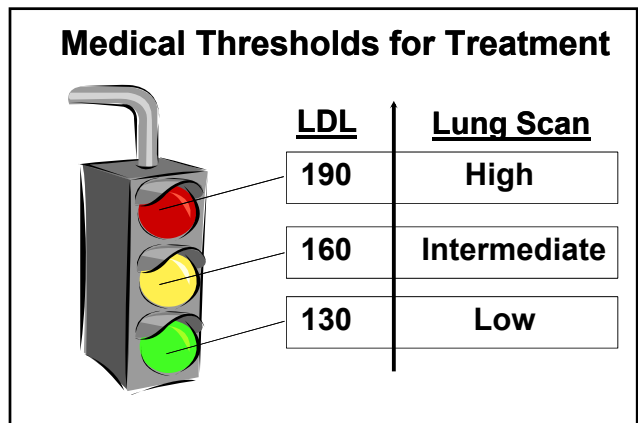 Medical Thresholds for Treatment
LDL Lung Scan
190 High
160 Intermediate
130 Low